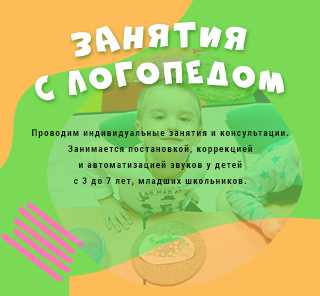 ЗАНЯТИЯ
С ЛОГОПЕДОМ
Проводим индивидуальные занятия и консультации.
Занимается постановкой, коррекцией
и автоматизацией звуков у детей
с 3 до 7 лет, младших школьников.